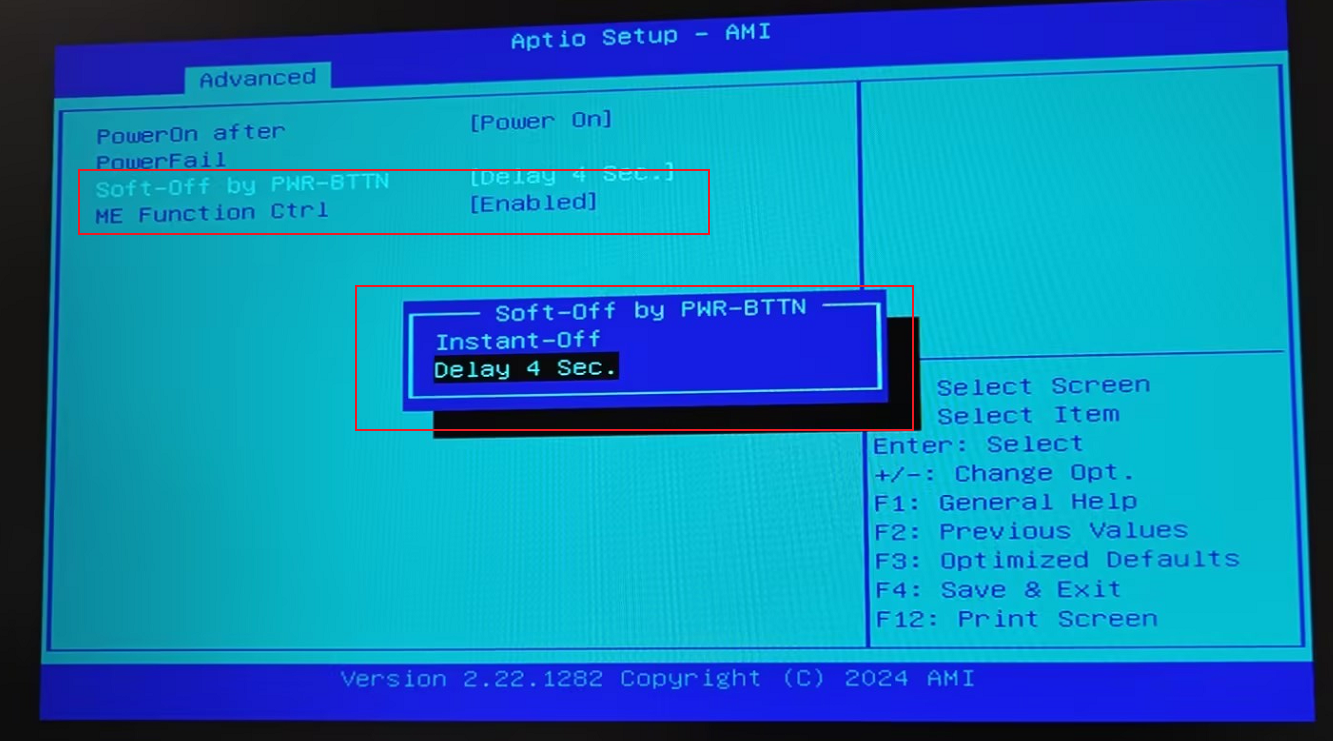 Aptio Setup - AMI
Advanced
PowerOn after [Power On]
PowerFail
Soft-Off by PWR-BTTN [Delay 4 Sec.]
ME Function Ctrl [Enabled]
Soft-Off by PWR-BTTN
Instant-Off
Delay 4 Sec.
Select Screen
Select Item
Enter: Select
+/-: Change Opt.
F1: General Help
F2: Previous Values
F3: Optimized Defaults
F4: Save & Exit
F12: Print Screen
Version 2.22.1282 Copyright (C) 2024 AMI